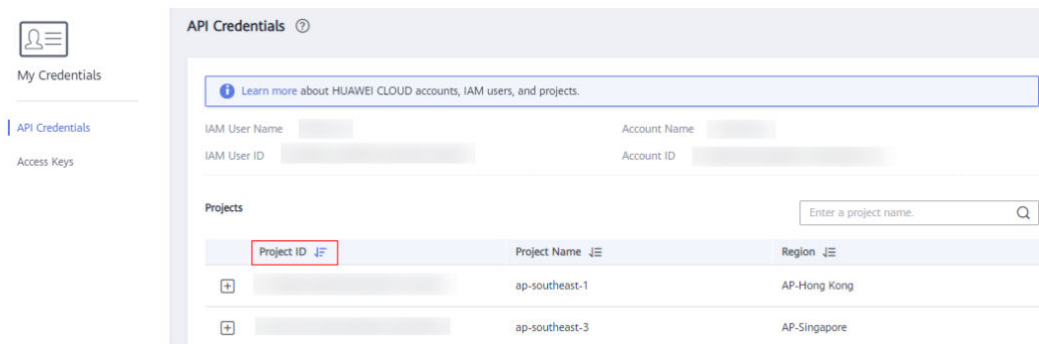 API Credentials
My Credentials
API Credentials
Access Keys
Learn more about HUAWEI CLOUD accounts, IAM users, and projects.
IAM User Name Account Name
IAM User ID Account ID
Projects
Enter a project name.
Project ID Project Name Region
ap-southeast-1 AP-Hong Kong
ap-southeast-3 AP-Singapore